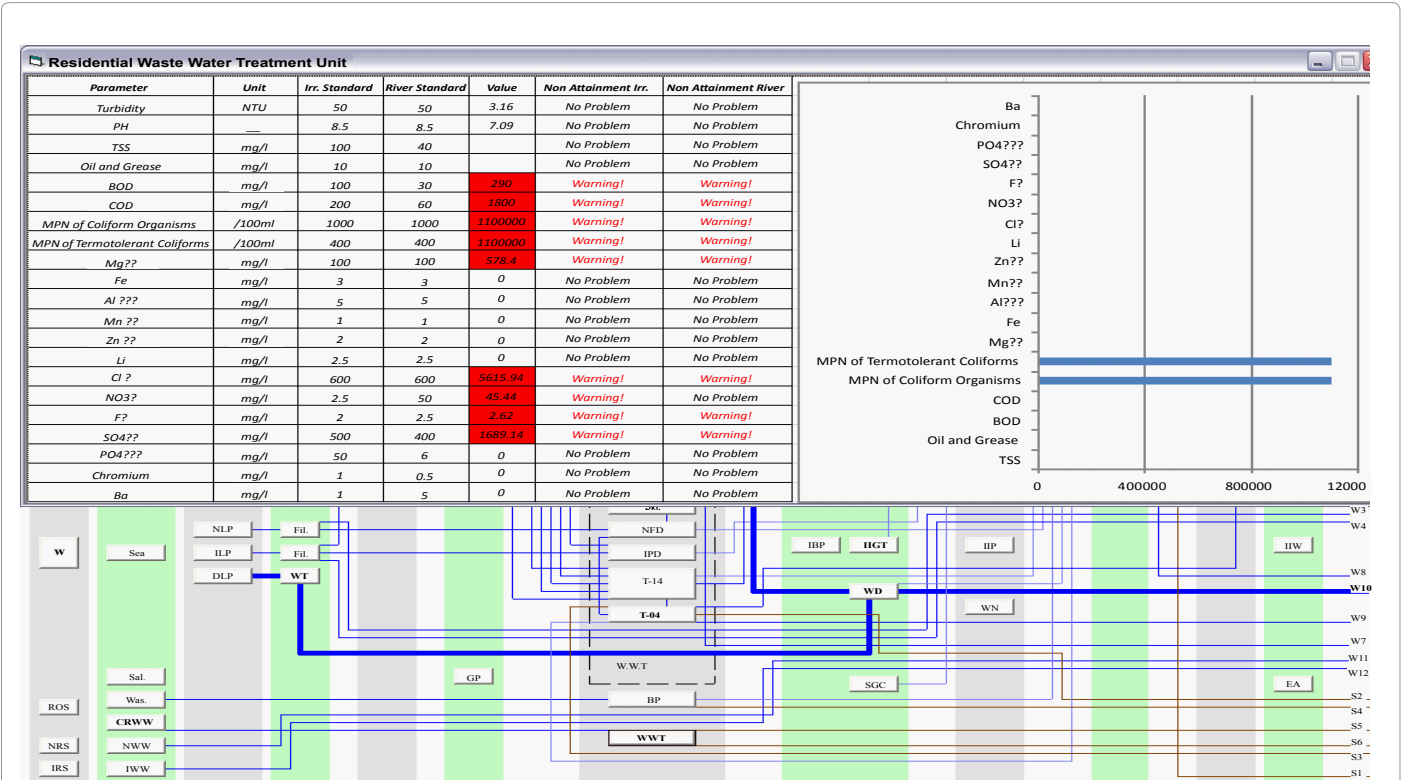 Residential Waste Water Treatment Unit
Parameter Unit Irr. Standard River Standard Value Non Attainment Irr. Non Attainment River
Turbidity NTU 50 50 3.16 No Problem No Problem
PH __ 8.5 8.5 7.09 No Problem No Problem
TSS mg/l 100 40 No Problem No Problem
Oil and Grease mg/l 10 10 No Problem No Problem
BOD mg/l 100 30 290 Warning! Warning!
COD mg/l 200 60 1800 Warning! Warning!
MPN of Coliform Organisms /100ml 1000 1000 1100000 Warning! Warning!
MPN of Termotolerant Coliforms /100ml 400 400 1100000 Warning! Warning!
Mg?? mg/l 100 100 578.4 Warning! Warning!
Fe mg/l 3 3 0 No Problem No Problem
Al ??? mg/l 5 5 0 No Problem No Problem
Mn ?? mg/l 1 1 0 No Problem No Problem
Zn ?? mg/l 2 2 0 No Problem No Problem
Li mg/l 2.5 2.5 0 No Problem No Problem
Cl ? mg/l 600 600 5615.94 Warning! Warning!
NO3? mg/l 2.5 50 45.44 Warning! No Problem
F? mg/l 2 2.5 2.62 Warning! Warning!
SO4?? mg/l 500 400 1689.14 Warning! Warning!
PO4??? mg/l 50 6 0 No Problem No Problem
Chromium mg/l 1 0.5 0 No Problem No Problem
Ba mg/l 1 5 0 No Problem No Problem
Ba
Chromium
PO4???
SO4??
F?
NO3?
Cl?
Li
Zn??
Mn??
Al???
Fe
Mg??
MPN of Termotolerant Coliforms
MPN of Coliform Organisms
COD
BOD
Oil and Grease
TSS
0 400000 800000 12000
W3
NLP Fil. NFD W4
W Sea ILP Fil. IPD IBP IIGT IIP IIW
DLP WT T-14 W8
WD W10
T-04 WN W9
W7
W.W.T W11
Sal. GP SGC EA W12
ROS Was. BP S2
S4
CRWW S5
NRS NWW WWT S6
S3
IRS IWW S1